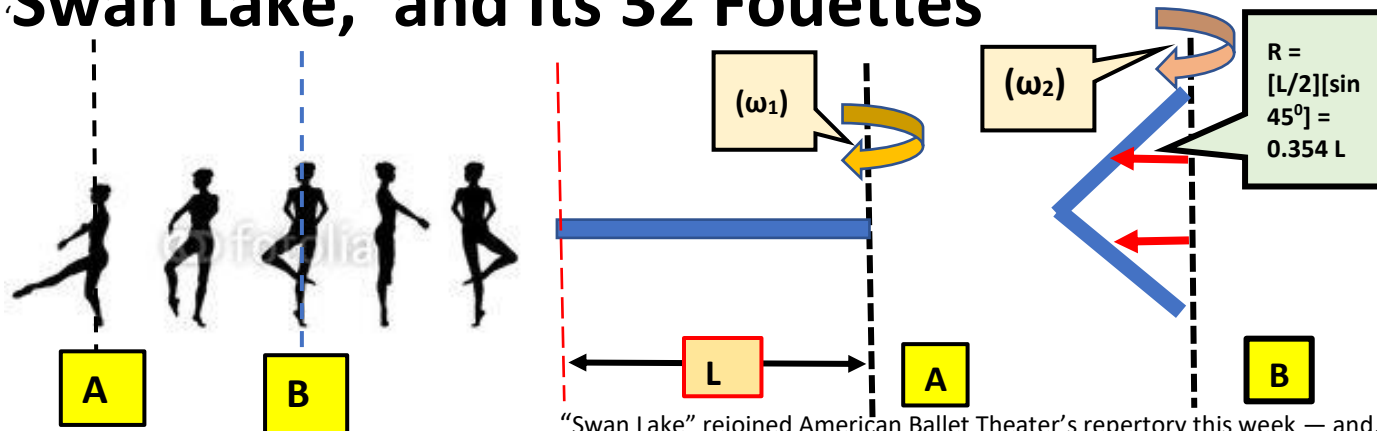 ‘Swan Lake,’ and its 32 Fouettes
(ω₁)
(ω₂)
R =
[L/2][sin
45⁰] =
0.354 L
fotolia
L
A
B
A
B
“Swan Lake” rejoined American Ballet Theater’s repertory this week — and,